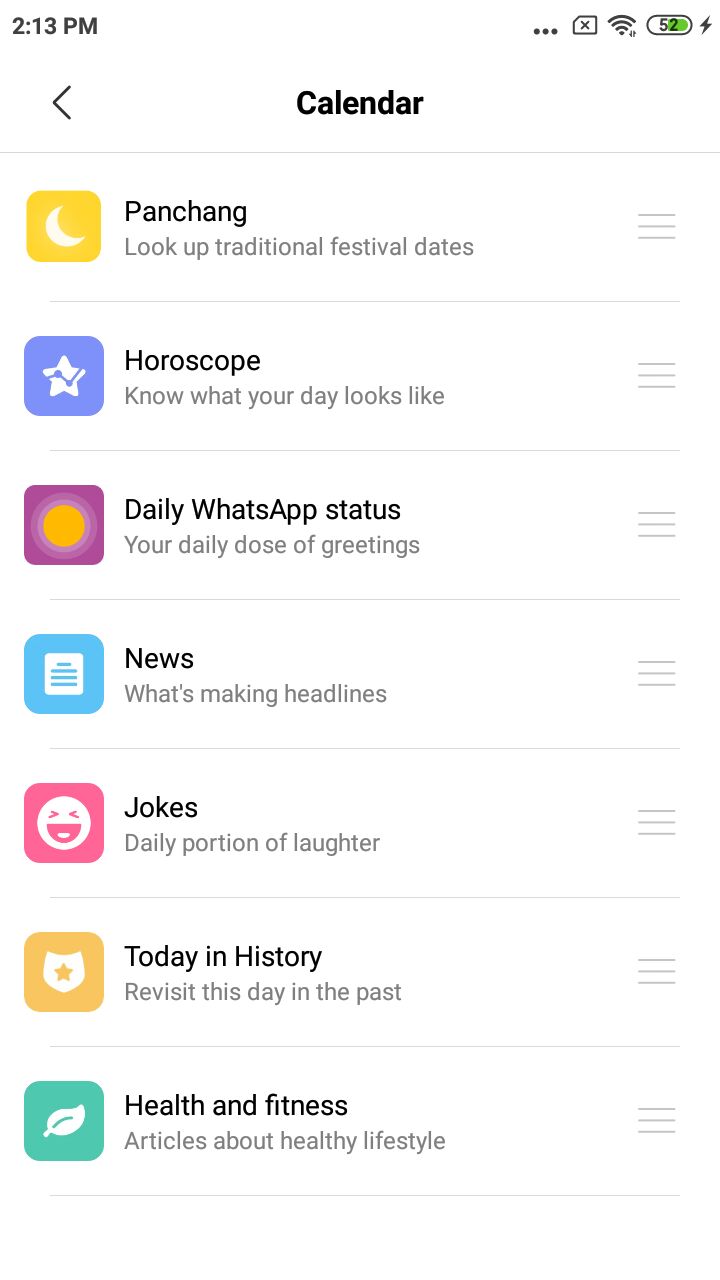 2:13 PM
52
Calendar
Panchang
Look up traditional festival dates
Horoscope
Know what your day looks like
Daily WhatsApp status
Your daily dose of greetings
News
What's making headlines
Jokes
Daily portion of laughter
Today in History
Revisit this day in the past
Health and fitness
Articles about healthy lifestyle